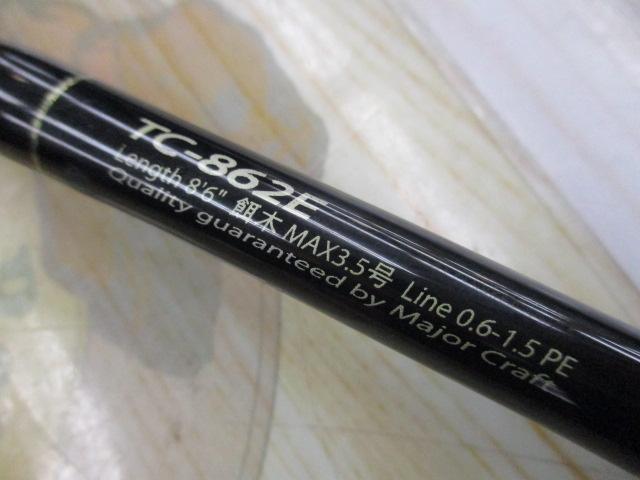 TC-862E
Length 8'6" 餌木 MAX3.5号 Line 0.6-1.5 PE
Quality guaranteed by Major Craft